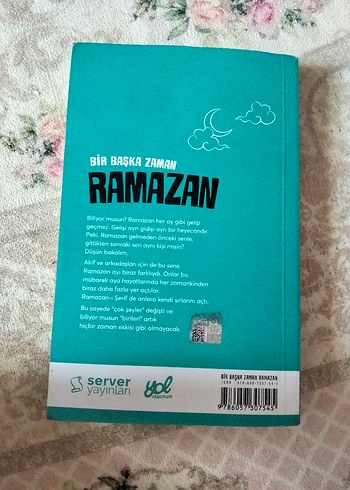 BİR BAŞKA ZAMAN
RAMAZAN
Biliyor musun? Ramazan her ay gibi gelip
geçmez. Gelişi ayrı gidişi ayrı bir heyecandır.
Peki, Ramazan gelmeden önceki senle,
gittikten sonraki sen aynı kişi misin?
Düşün bakalım.
Akif ve arkadaşları için de bu sene
Ramazan ayı biraz farklıydı. Onlar bu
mübarek aya hayatlarında her zamankinden
biraz daha fazla yer açtılar.
Ramazan-ı Şerif de onlara kendi sırlarını açtı.
Bu sayede "çok şeyler" değişti ve
biliyor musun "birileri" artık
hiçbir zaman eskisi gibi olmayacak.
server
yayınları
yol
BİR BAŞKA ZAMAN RAMAZAN
9 786057 307545